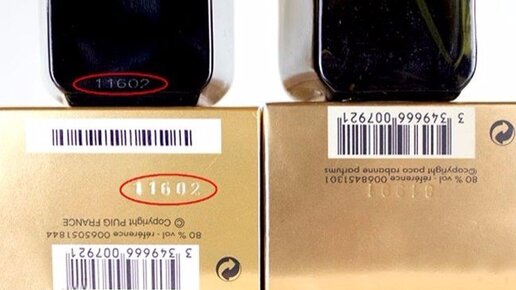 11602
11602
© Copyright PUIG FRANCE
80 % vol - référence 0065051844
3 349666 007921
3 349666 007921
©Copyright paco rabanne parfums
80 % vol - référence 0068451301